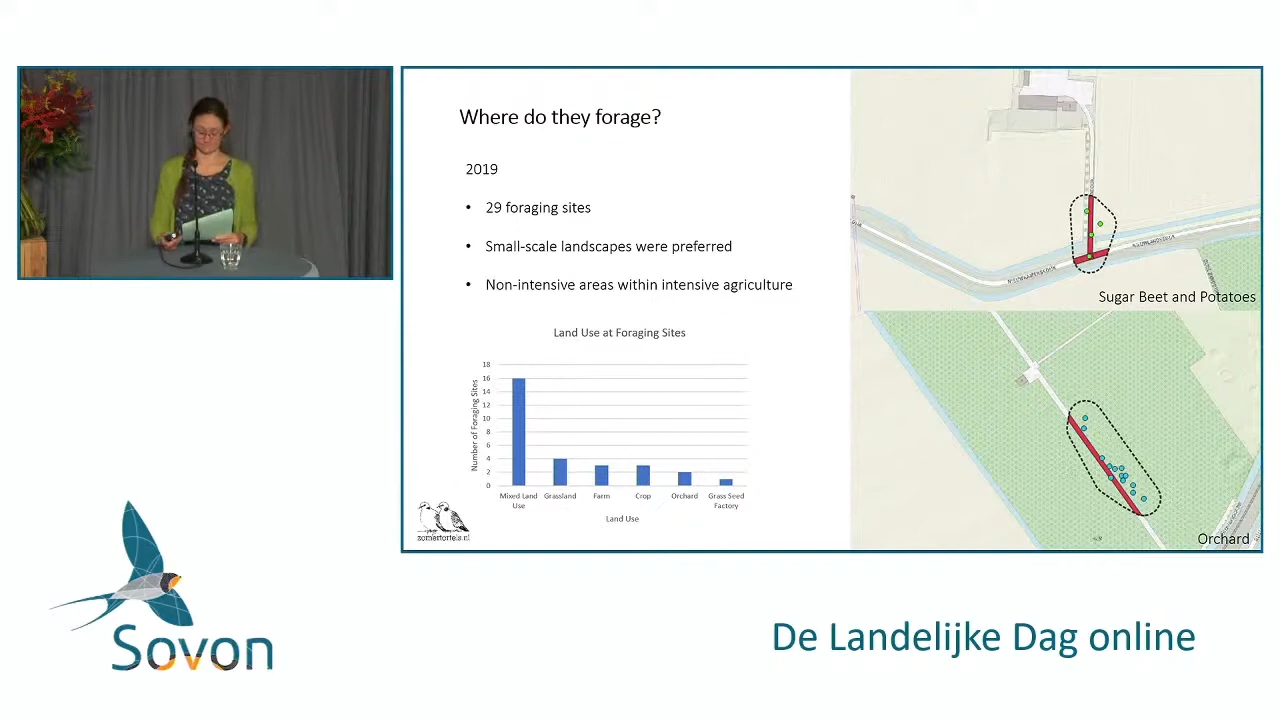 Where do they forage?
2019
• 29 foraging sites
• Small-scale landscapes were preferred
• Non-intensive areas within intensive agriculture
Land Use at Foraging Sites
Number of Foraging Sites
18
16
14
12
10
8
6
4
2
0
Mixed Land Use
Grassland
Farm
Crop
Orchard
Grass Seed Factory
Land Use
zomertortels.nl
Sugar Beet and Potatoes
Orchard
Sovon
De Landelijke Dag online